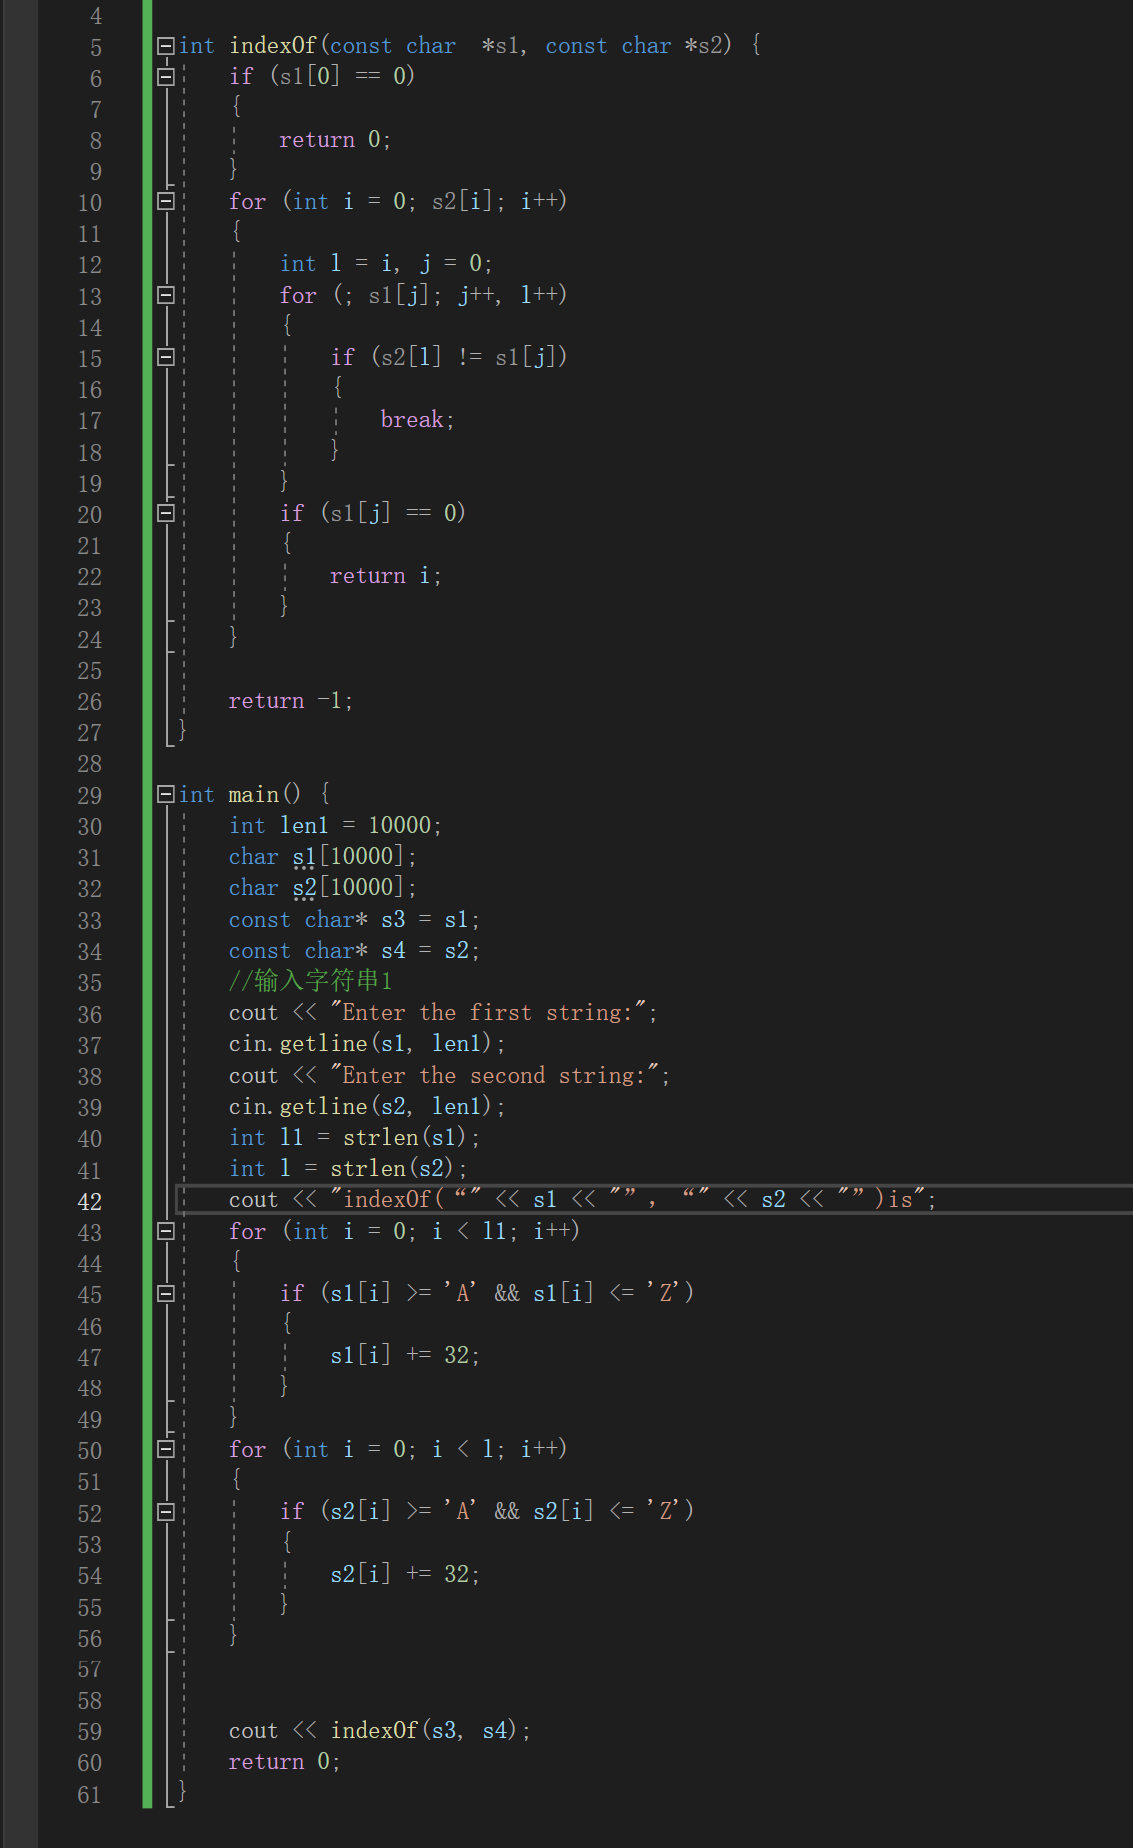 4
5 int indexOf(const char  *s1, const char *s2) {
6     if (s1[0] == 0)
7     {
8         return 0;
9     }
10     for (int i = 0; s2[i]; i++)
11     {
12         int l = i, j = 0;
13         for (; s1[j]; j++, l++)
14         {
15             if (s2[l] != s1[j])
16             {
17                 break;
18             }
19         }
20         if (s1[j] == 0)
21         {
22             return i;
23         }
24     }
25
26     return -1;
27 }
28
29 int main() {
30     int len1 = 10000;
31     char s1[10000];
32     char s2[10000];
33     const char* s3 = s1;
34     const char* s4 = s2;
35     //输入字符串1
36     cout << "Enter the first string:";
37     cin.getline(s1, len1);
38     cout << "Enter the second string:";
39     cin.getline(s2, len1);
40     int l1 = strlen(s1);
41     int l = strlen(s2);
42     cout << "indexOf(“" << s1 << "”, “" << s2 << "”)is";
43     for (int i = 0; i < l1; i++)
44     {
45         if (s1[i] >= 'A' && s1[i] <= 'Z')
46         {
47             s1[i] += 32;
48         }
49     }
50     for (int i = 0; i < l; i++)
51     {
52         if (s2[i] >= 'A' && s2[i] <= 'Z')
53         {
54             s2[i] += 32;
55         }
56     }
57
58
59     cout << indexOf(s3, s4);
60     return 0;
61 }